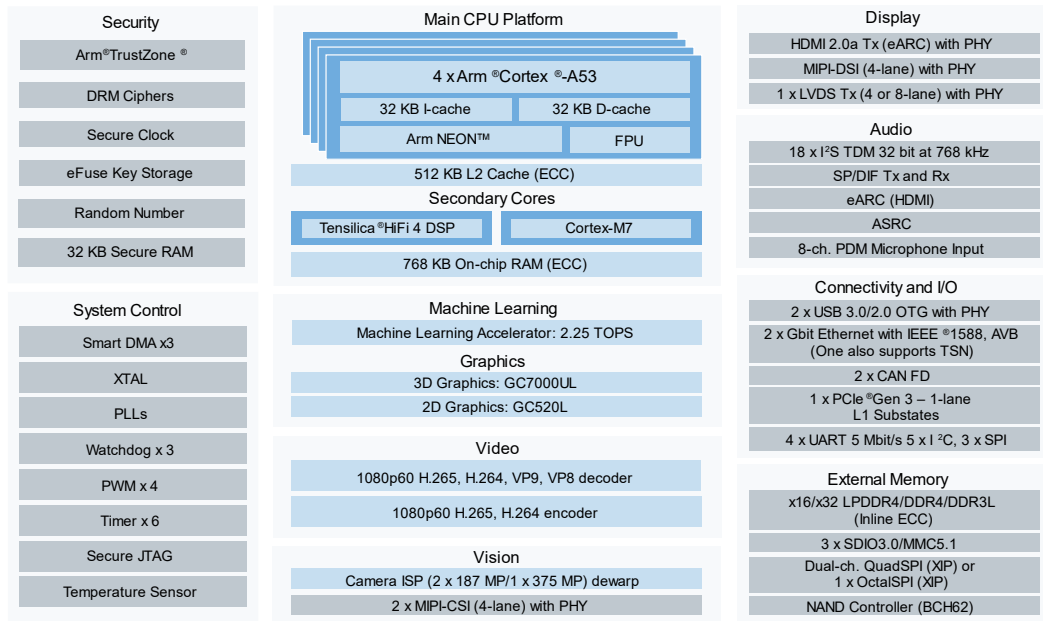 Security
Arm®TrustZone ®
DRM Ciphers
Secure Clock
eFuse Key Storage
Random Number
32 KB Secure RAM
System Control
Smart DMA x3
XTAL
PLLs
Watchdog x 3
PWM x 4
Timer x 6
Secure JTAG
Temperature Sensor
Main CPU Platform
4 x Arm ®Cortex ®-A53
32 KB I-cache
32 KB D-cache
Arm NEON™
FPU
512 KB L2 Cache (ECC)
Secondary Cores
Tensilica®HiFi 4 DSP
Cortex-M7
768 KB On-chip RAM (ECC)
Machine Learning
Machine Learning Accelerator: 2.25 TOPS
Graphics
3D Graphics: GC7000UL
2D Graphics: GC520L
Video
1080p60 H.265, H.264, VP9, VP8 decoder
1080p60 H.265, H.264 encoder
Vision
Camera ISP (2 x 187 MP/1 x 375 MP) dewarp
2 x MIPI-CSI (4-lane) with PHY
Display
HDMI 2.0a Tx (eARC) with PHY
MIPI-DSI (4-lane) with PHY
1 x LVDS Tx (4 or 8-lane) with PHY
Audio
18 x I²S TDM 32 bit at 768 kHz
SP/DIF Tx and Rx
eARC (HDMI)
ASRC
8-ch. PDM Microphone Input
Connectivity and I/O
2 x USB 3.0/2.0 OTG with PHY
2 x Gbit Ethernet with IEEE ®1588, AVB
(One also supports TSN)
2 x CAN FD
1 x PCIe®Gen 3 – 1-lane
L1 Substates
4 x UART 5 Mbit/s 5 x I ²C, 3 x SPI
External Memory
x16/x32 LPDDR4/DDR4/DDR3L
(Inline ECC)
3 x SDIO3.0/MMC5.1
Dual-ch. QuadSPI (XIP) or
1 x OctalSPI (XIP)
NAND Controller (BCH62)